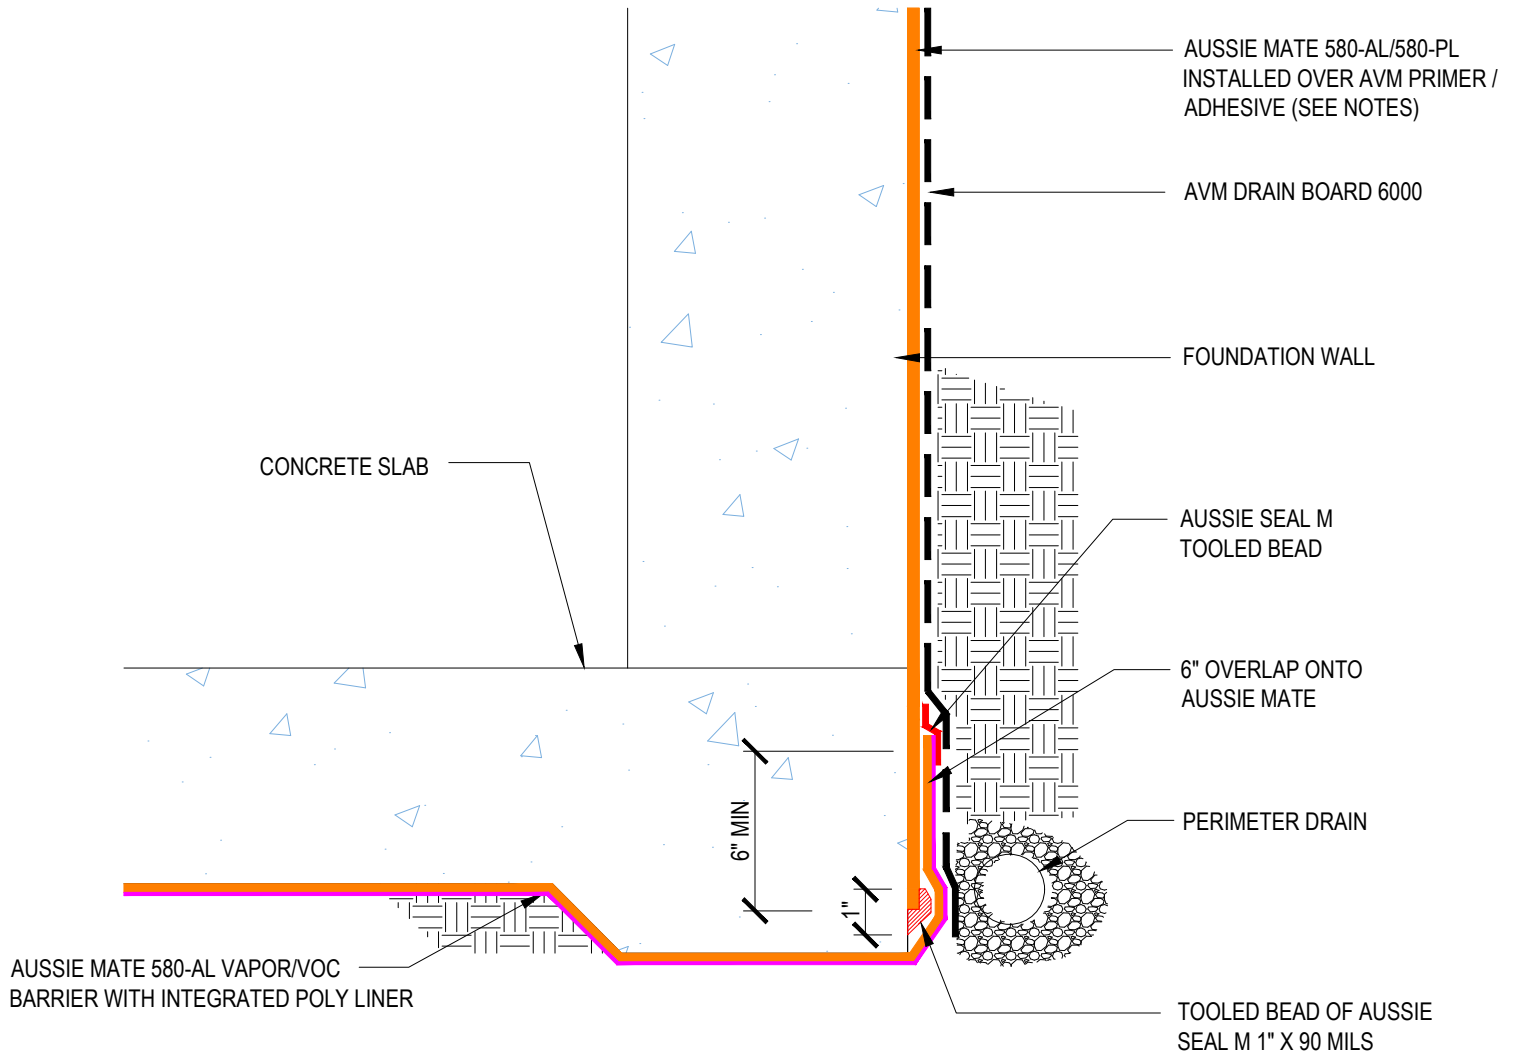 AUSSIE MATE 580-AL/580-PL
INSTALLED OVER AVM PRIMER /
ADHESIVE (SEE NOTES)
AVM DRAIN BOARD 6000
FOUNDATION WALL
CONCRETE SLAB
AUSSIE SEAL M
TOOLED BEAD
6" OVERLAP ONTO
AUSSIE MATE
6" MIN
PERIMETER DRAIN
1"
AUSSIE MATE 580-AL VAPOR/VOC
BARRIER WITH INTEGRATED POLY LINER
TOOLED BEAD OF AUSSIE
SEAL M 1" X 90 MILS